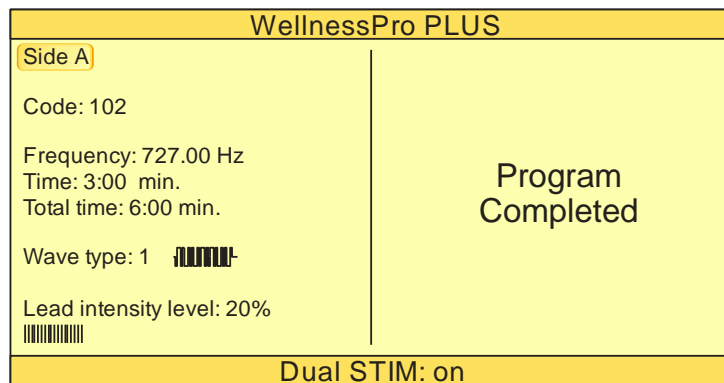 WellnessPro PLUS
Side A
Code: 102
Frequency: 727.00 Hz
Time: 3:00 min.
Total time: 6:00 min.
Wave type: 1
Lead intensity level: 20%
Program
Completed
Dual STIM: on